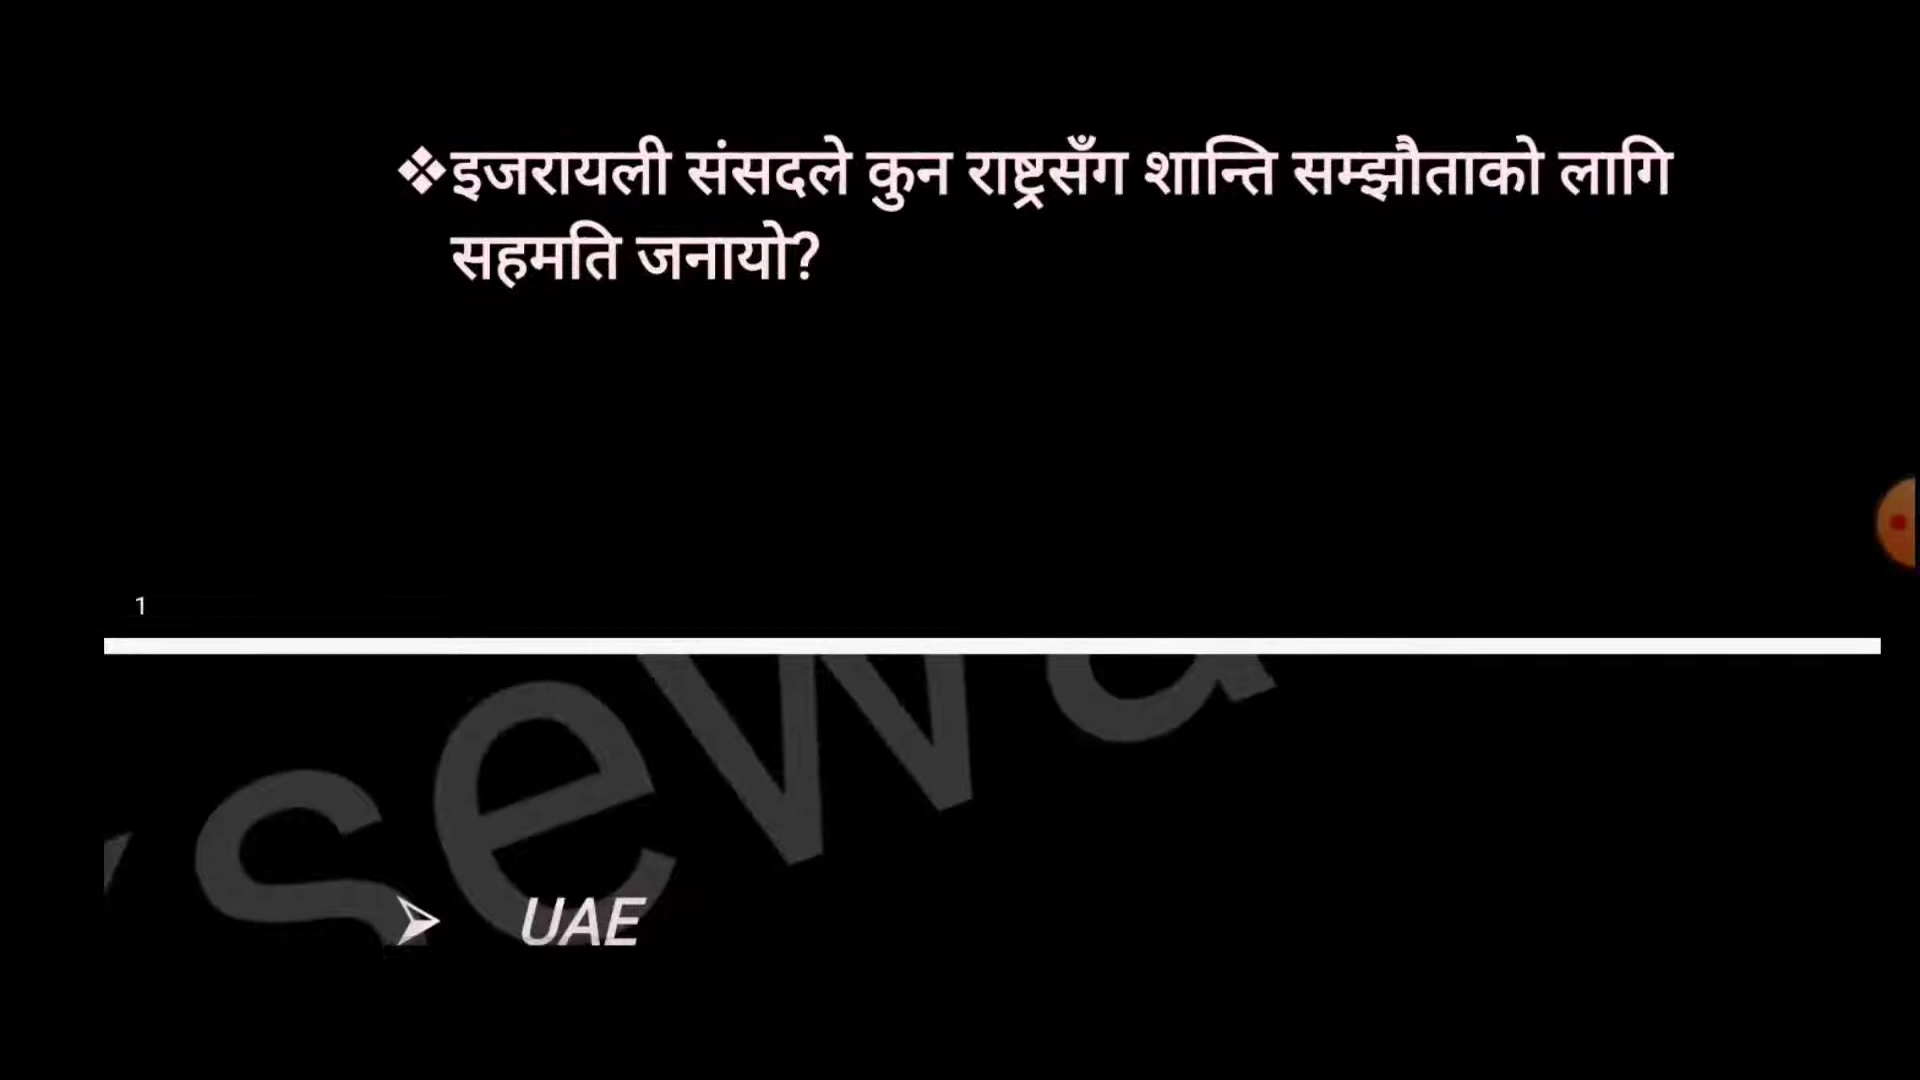 ❖इजरायली संसदले कुन राष्ट्रसँग शान्ति सम्झौताको लागि
सहमति जनायो?
1
sewa
➢ UAE